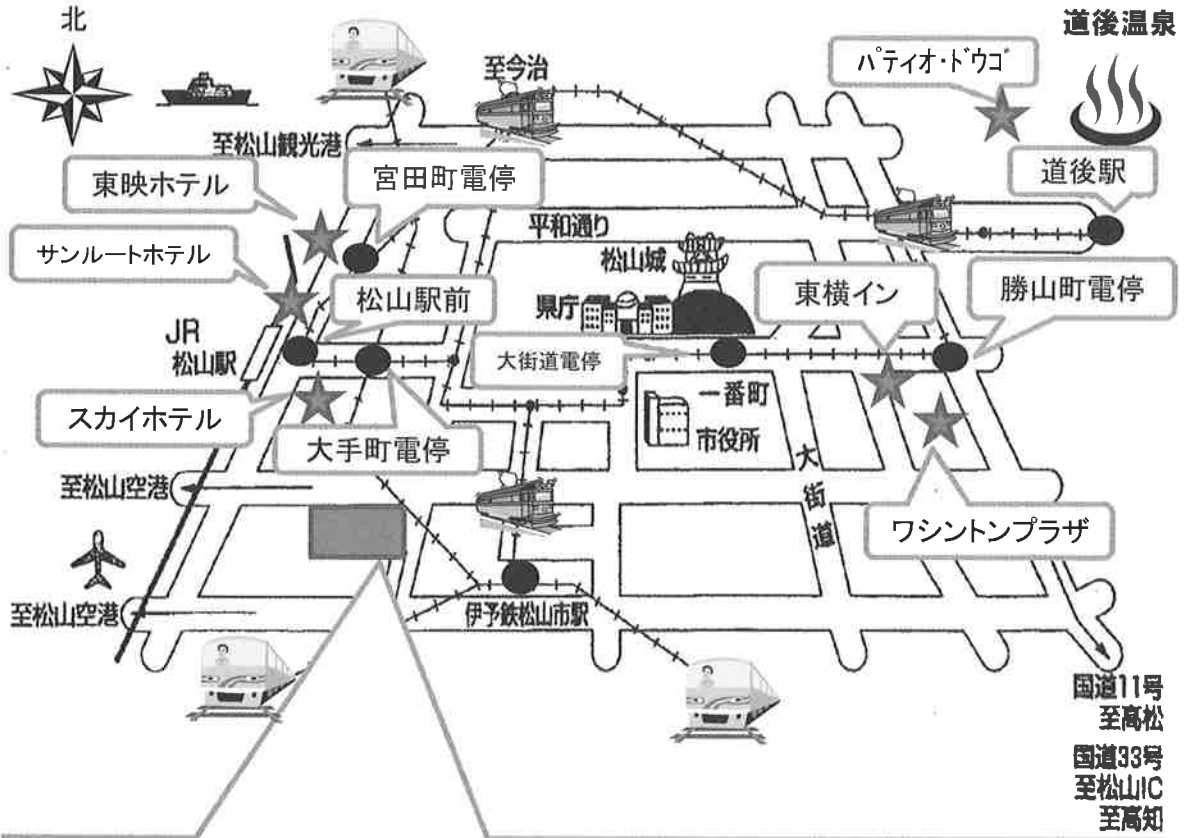 北
道後温泉
パティオ・ドウゴ
至今治
至松山観光港
宮田町電停
道後駅
東映ホテル
平和通り
サンルートホテル
松山城
東横イン
勝山町電停
松山駅前
県庁
JR
松山駅
大街道電停
一番町
スカイホテル
市役所
大手町電停
大街道
至松山空港
ワシントンプラザ
至松山空港
伊予鉄松山市駅
国道11号
至高松
国道33号
至松山IC
至高知